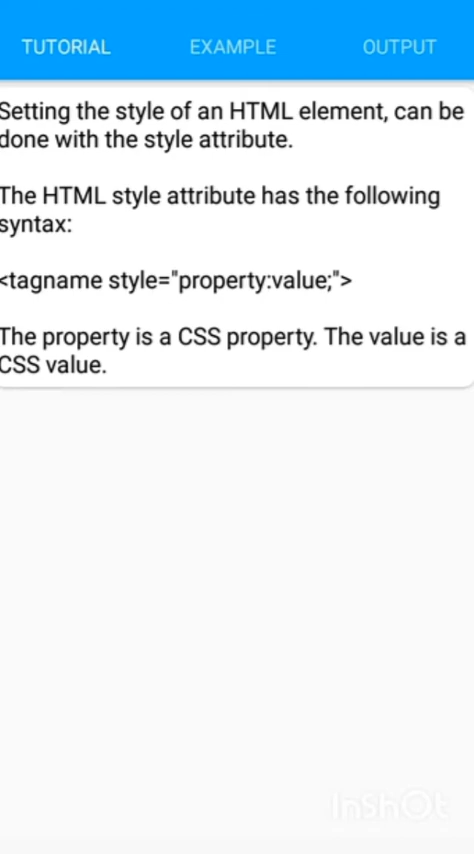 TUTORIAL EXAMPLE OUTPUT
Setting the style of an HTML element, can be
done with the style attribute.
The HTML style attribute has the following
syntax:
<tagname style="property:value;">
The property is a CSS property. The value is a
CSS value.
InShOt